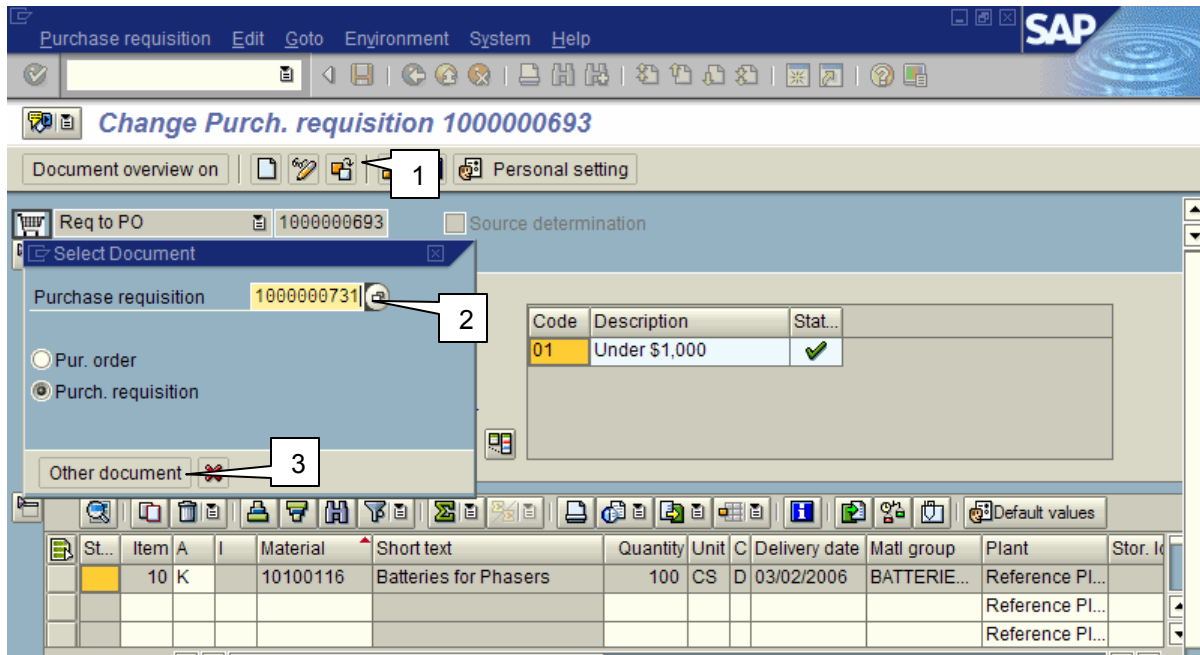 SAP
Purchase requisition Edit Goto Environment System Help
Change Purch. requisition 1000000693
Document overview on 1 Personal setting
Req to PO 1000000693 Source determination
Select Document
Purchase requisition 1000000731
2
Code Description Stat...
01 Under $1,000
Pur. order
Purch. requisition
Other document 3
Default values
St... Item A I Material Short text Quantity Unit C Delivery date Matl group Plant Stor. lo
10 K 10100116 Batteries for Phasers 100 CS D 03/02/2006 BATTERIE... Reference Pl...
Reference Pl...
Reference Pl...